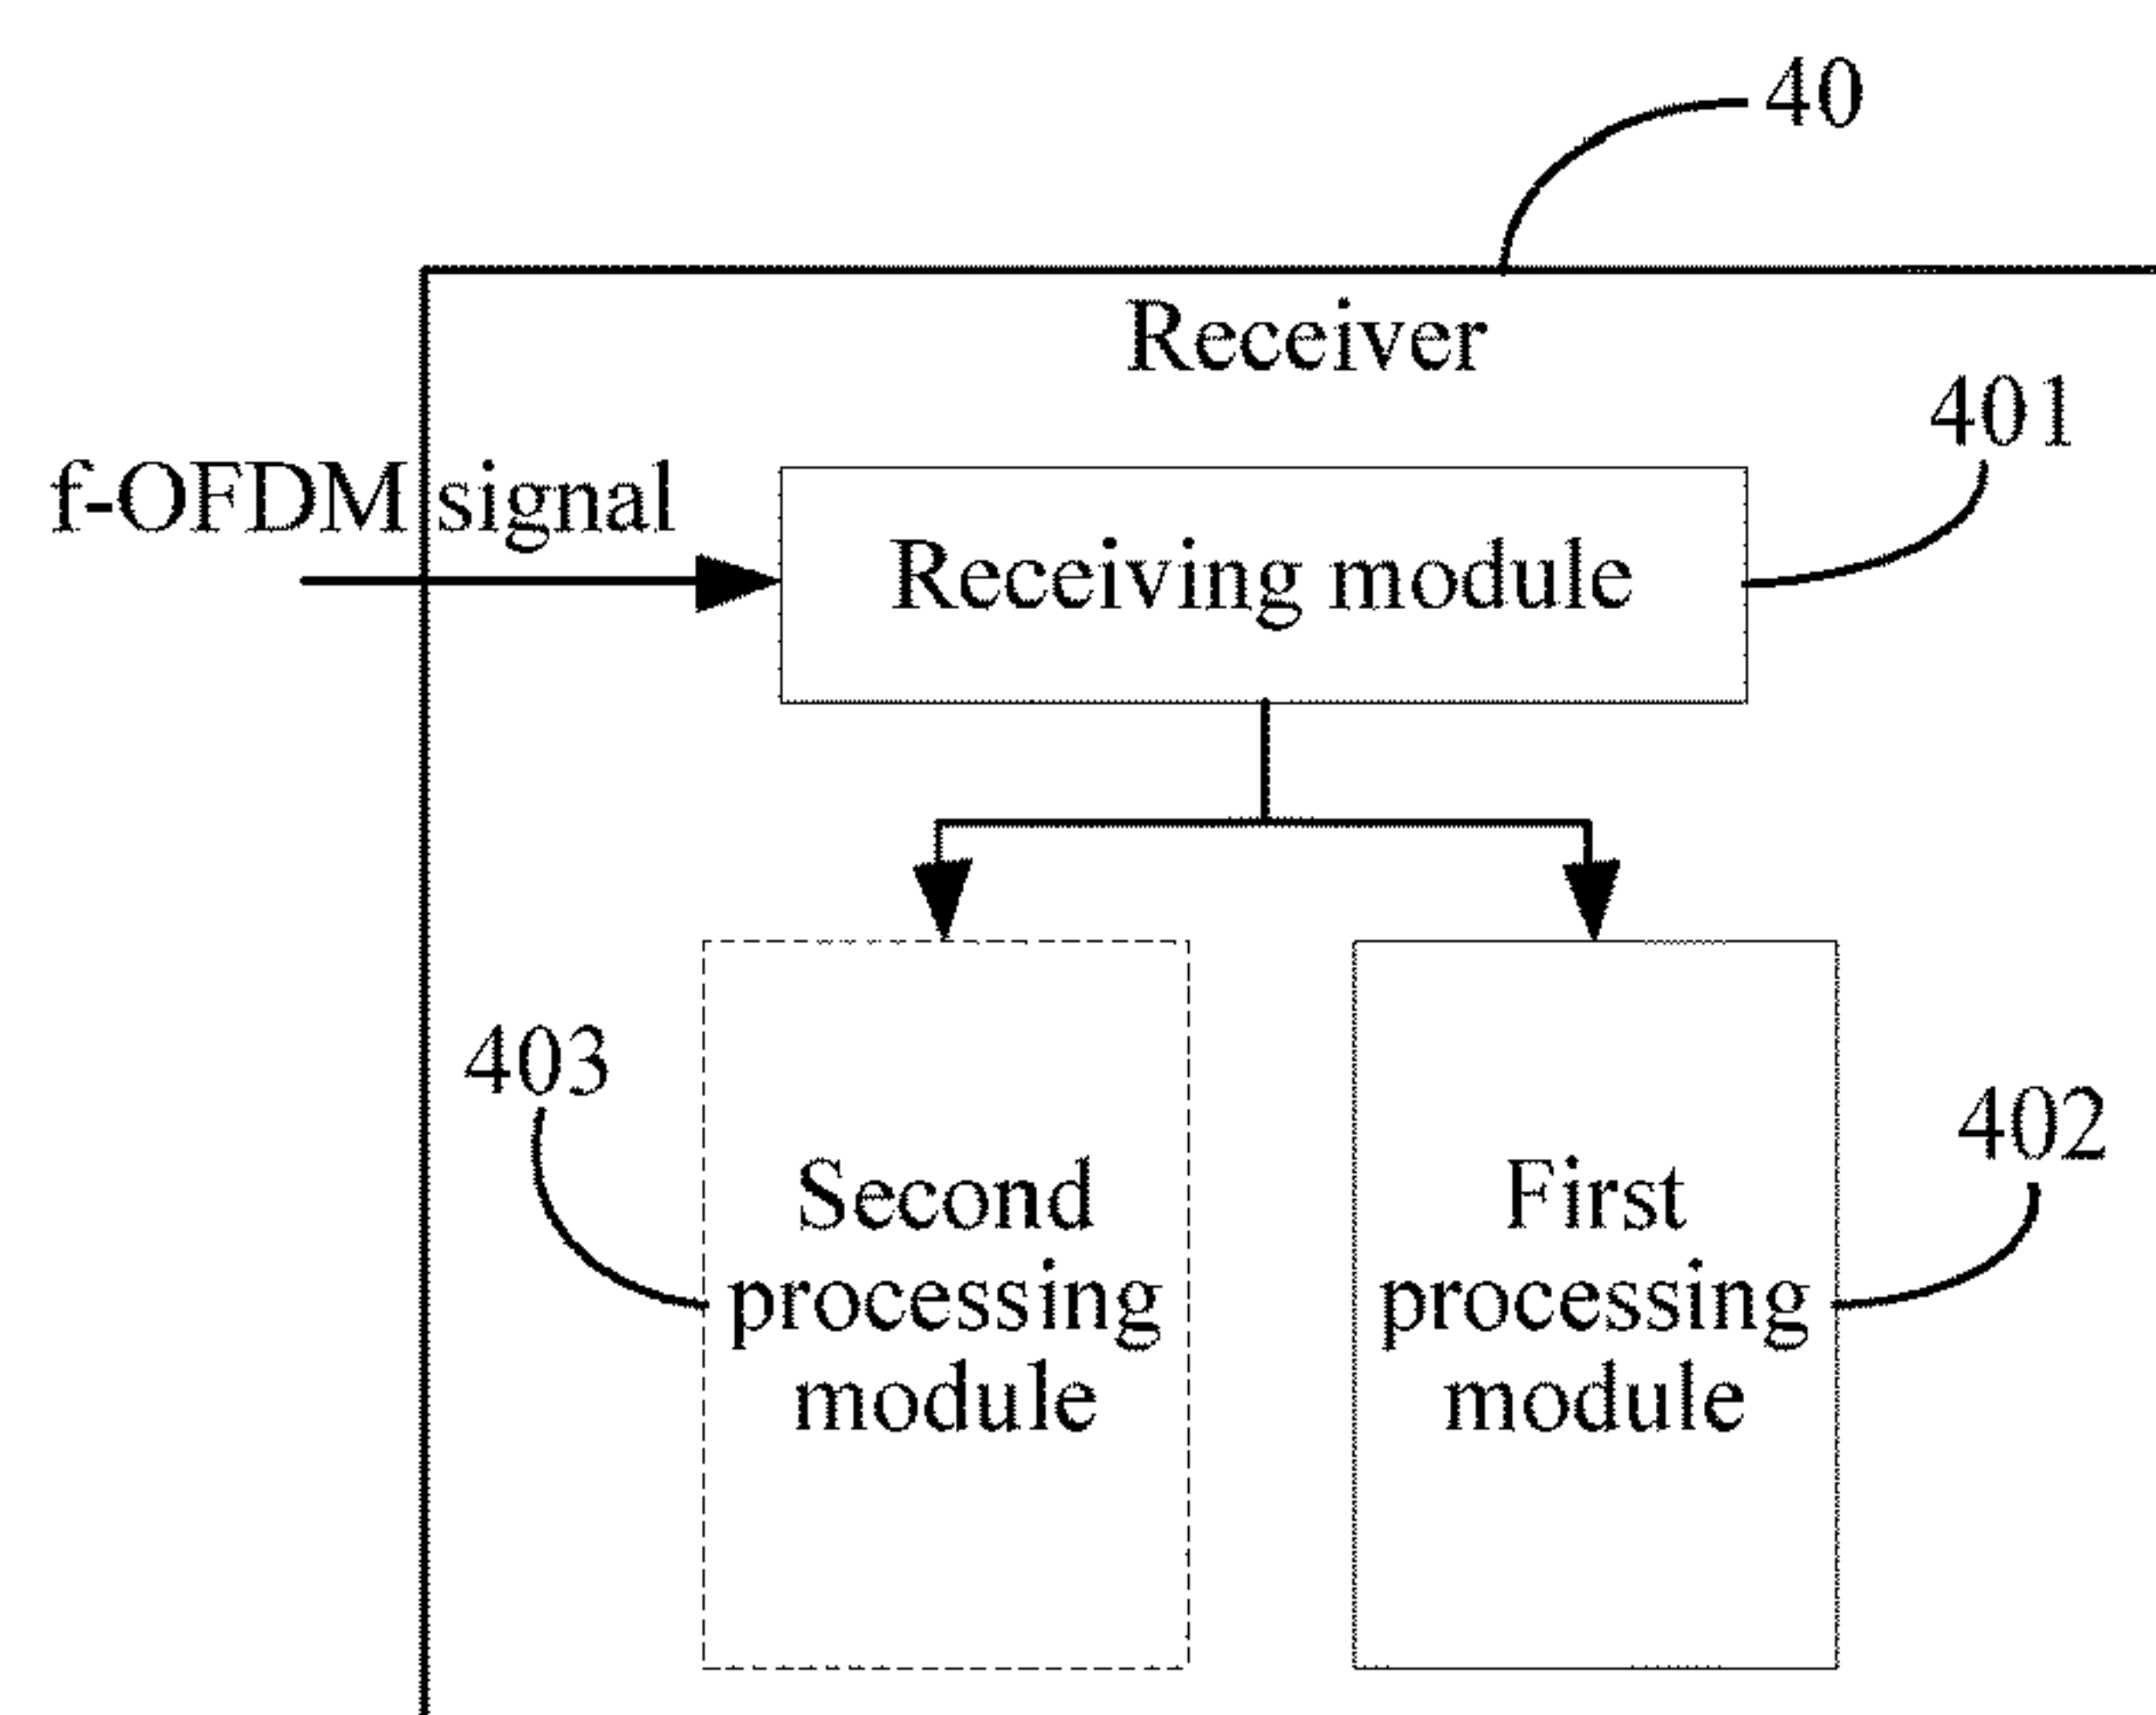 40
Receiver
401
f-OFDM signal
Receiving module
403
402
Second
processing
module
First
processing
module